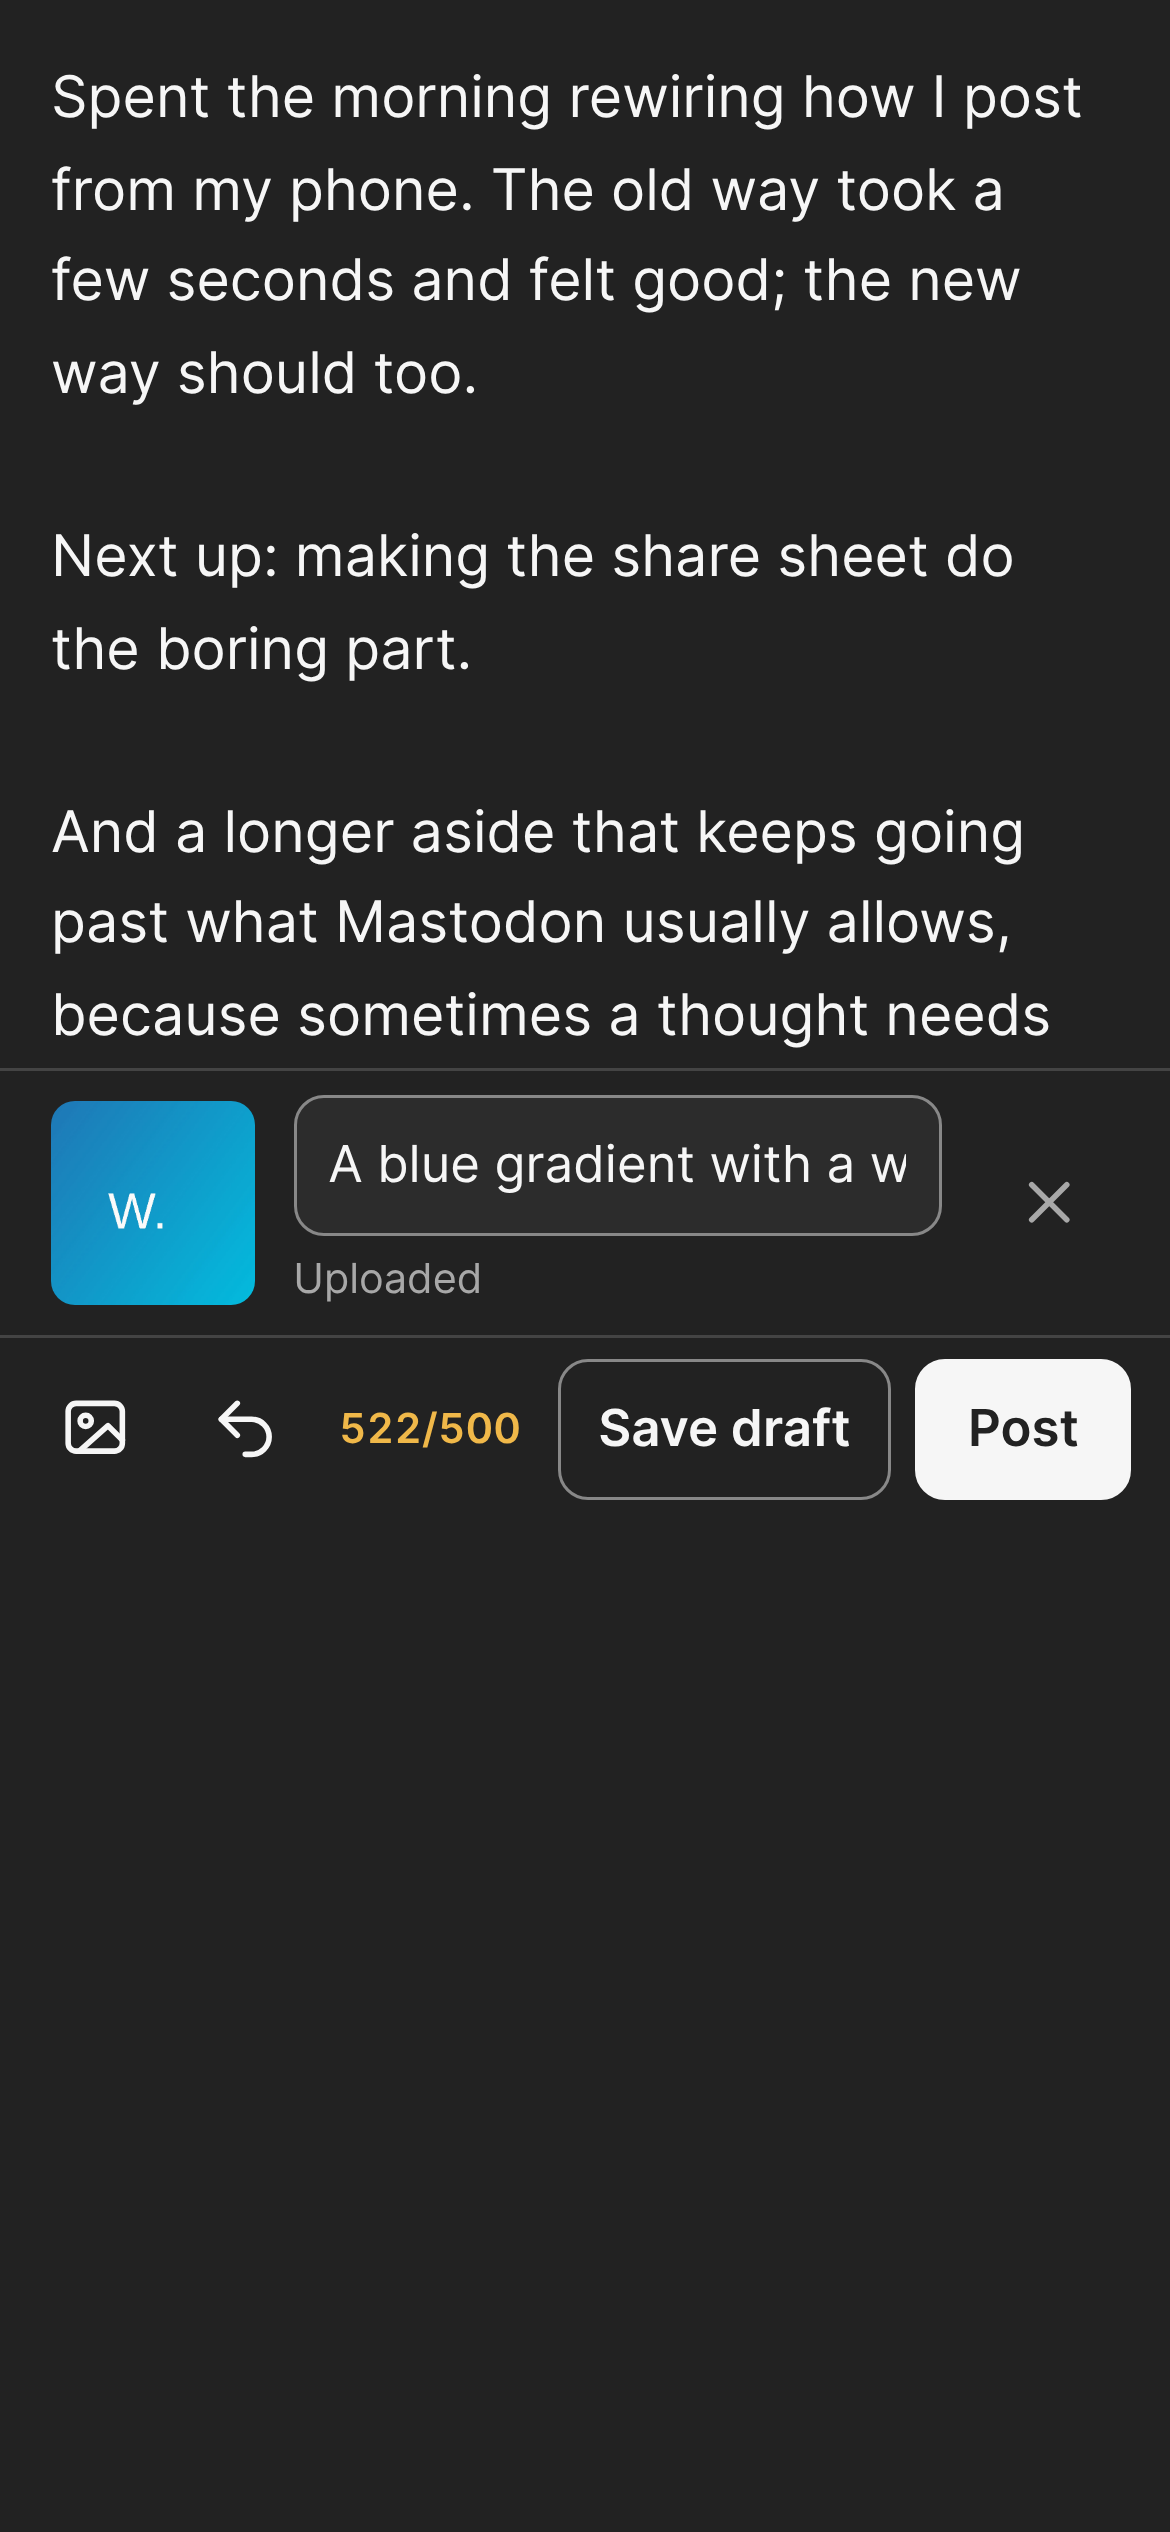 Spent the morning rewiring how I post
from my phone. The old way took a
few seconds and felt good; the new
way should too.
Next up: making the share sheet do
the boring part.
And a longer aside that keeps going
past what Mastodon usually allows,
because sometimes a thought needs
W.
A blue gradient with a w
Uploaded
522/500
Save draft
Post